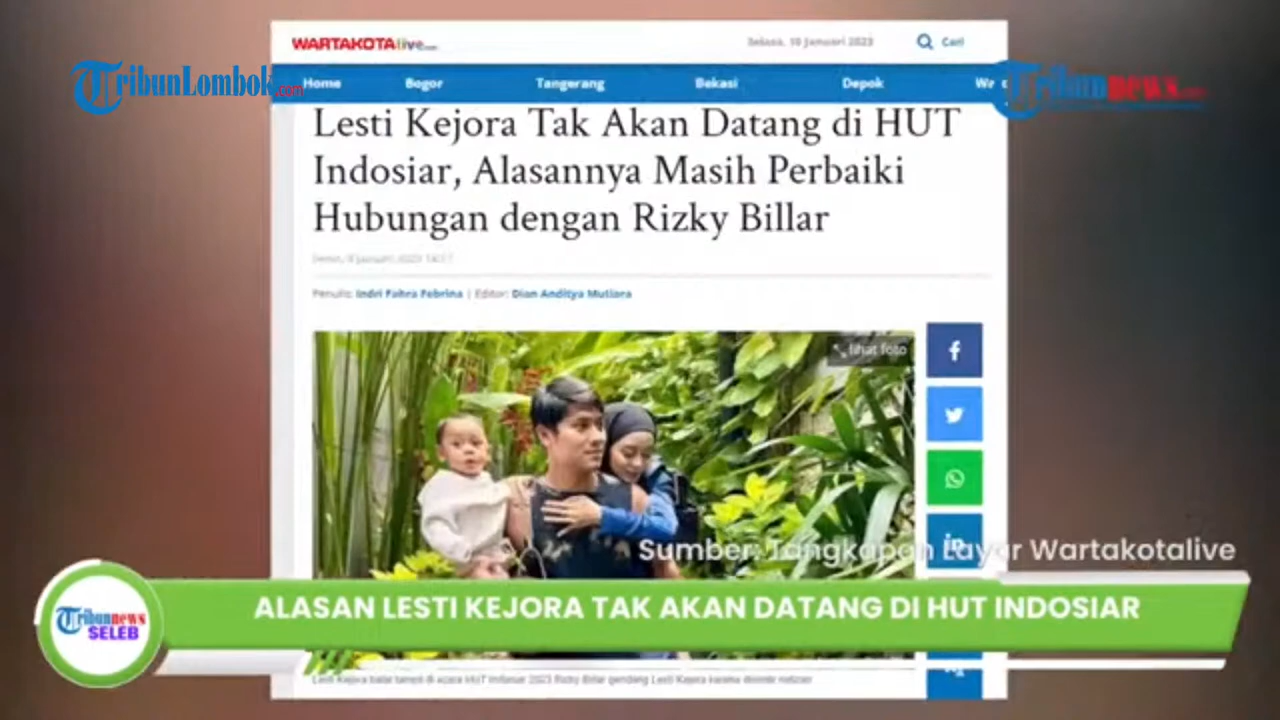 WARTAKOTAlive.com
Selasa, 10 Januari 2023
Cari
TribunLombok.com
Home
Bogor
Tangerang
Bekasi
Depok
Tribunnews.com
Lesti Kejora Tak Akan Datang di HUT
Indosiar, Alasannya Masih Perbaiki
Hubungan dengan Rizky Billar
Penulis: Indri Fahra Febrina | Editor: Dian Anditya Mutiara
lihat foto
Sumber: Tangkapan Layar Wartakotalive
Tribunnews
SELEB
ALASAN LESTI KEJORA TAK AKAN DATANG DI HUT INDOSIAR